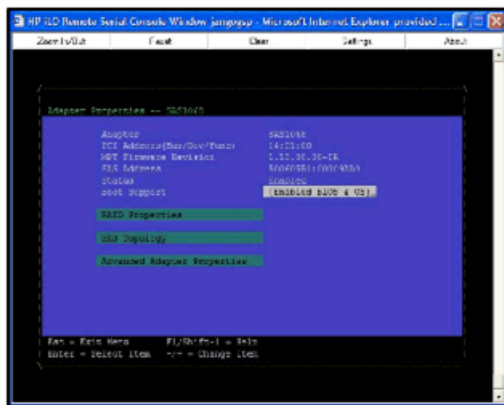 HP iLO Remote Serial Console Window jamgogsp - Microsoft Internet Explorer provided ...
Zoom In/Out Reset Clear Settings About
Adapter Properties -- SAS1068
Adapter SAS1068
PCI Address(Bus/Dev/Func)
MPT Firmware Revision
SAS Address
Status Enabled
Boot Support [Enabled BIOS & OS]
RAID Properties
SAS Topology
Advanced Adapter Properties
Esc = Exit Menu F1/Shift+1 = Help
Enter = Select Item -/+ = Change Item